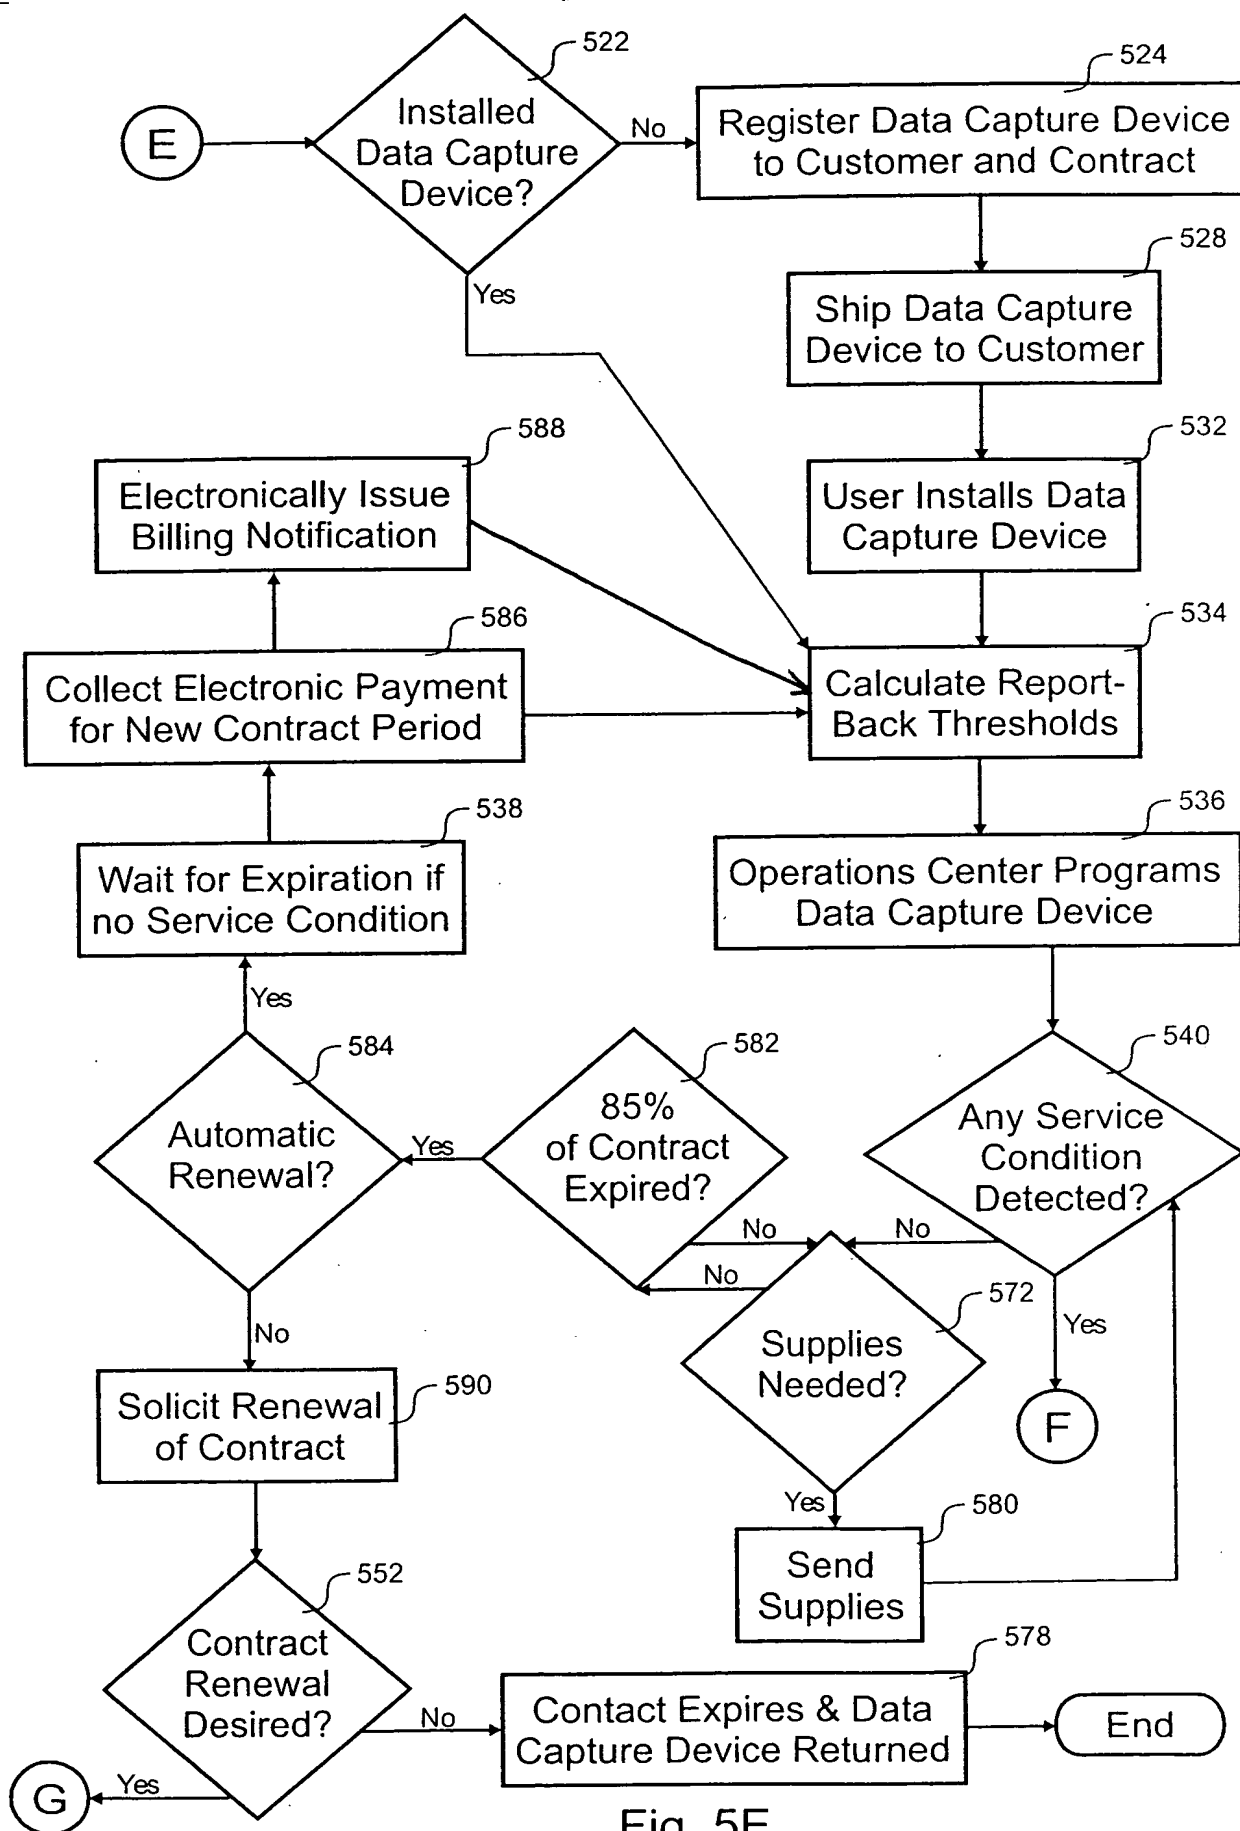 522
524
E
Installed
Data Capture
Device?
No
Register Data Capture Device
to Customer and Contract
Yes
528
Ship Data Capture
Device to Customer
588
532
Electronically Issue
Billing Notification
User Installs Data
Capture Device
586
534
Collect Electronic Payment
for New Contract Period
Calculate Report-
Back Thresholds
538
536
Wait for Expiration if
no Service Condition
Operations Center Programs
Data Capture Device
Yes
584
582
540
Automatic
Renewal?
Yes
85%
of Contract
Expired?
Any Service
Condition
Detected?
No
No
No
572
No
Yes
Supplies
Needed?
F
590
Solicit Renewal
of Contract
Yes
580
Send
Supplies
552
Contract
Renewal
Desired?
578
No
Contact Expires & Data
Capture Device Returned
End
G
Yes
Fig. 5E